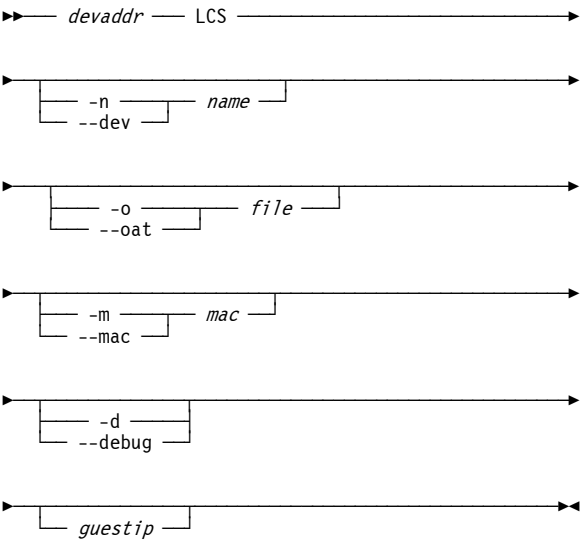 devaddr LCS
-n name
--dev
-o file
--oat
-m mac
--mac
-d
--debug
guestip